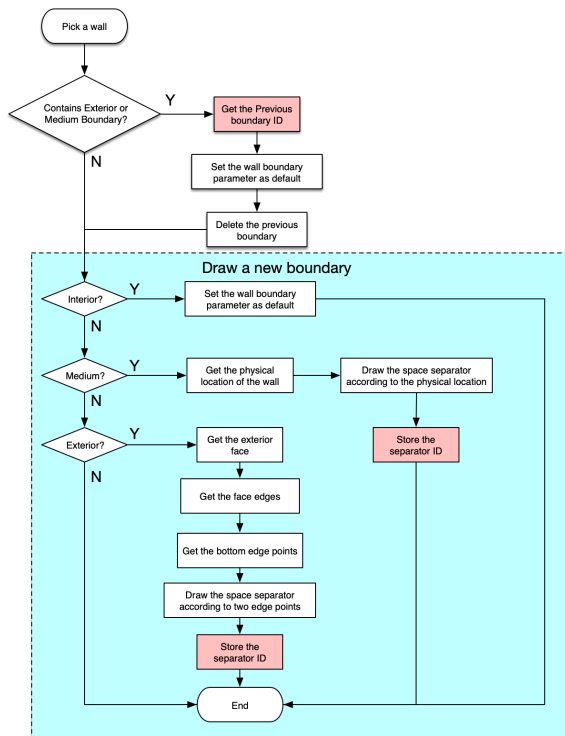 Pick a wall
Contains Exterior or
Medium Boundary?
Y
Get the Previous
boundary ID
N
Set the wall boundary
parameter as default
Delete the previous
boundary
Draw a new boundary
Interior?
Y
Set the wall boundary
parameter as default
N
Medium?
Y
Get the physical
location of the wall
Draw the space separator
according to the physical location
N
Exterior?
Y
Get the exterior
face
Store the
separator ID
N
Get the face edges
Get the bottom edge points
Draw the space separator
according to two edge points
Store the
separator ID
End